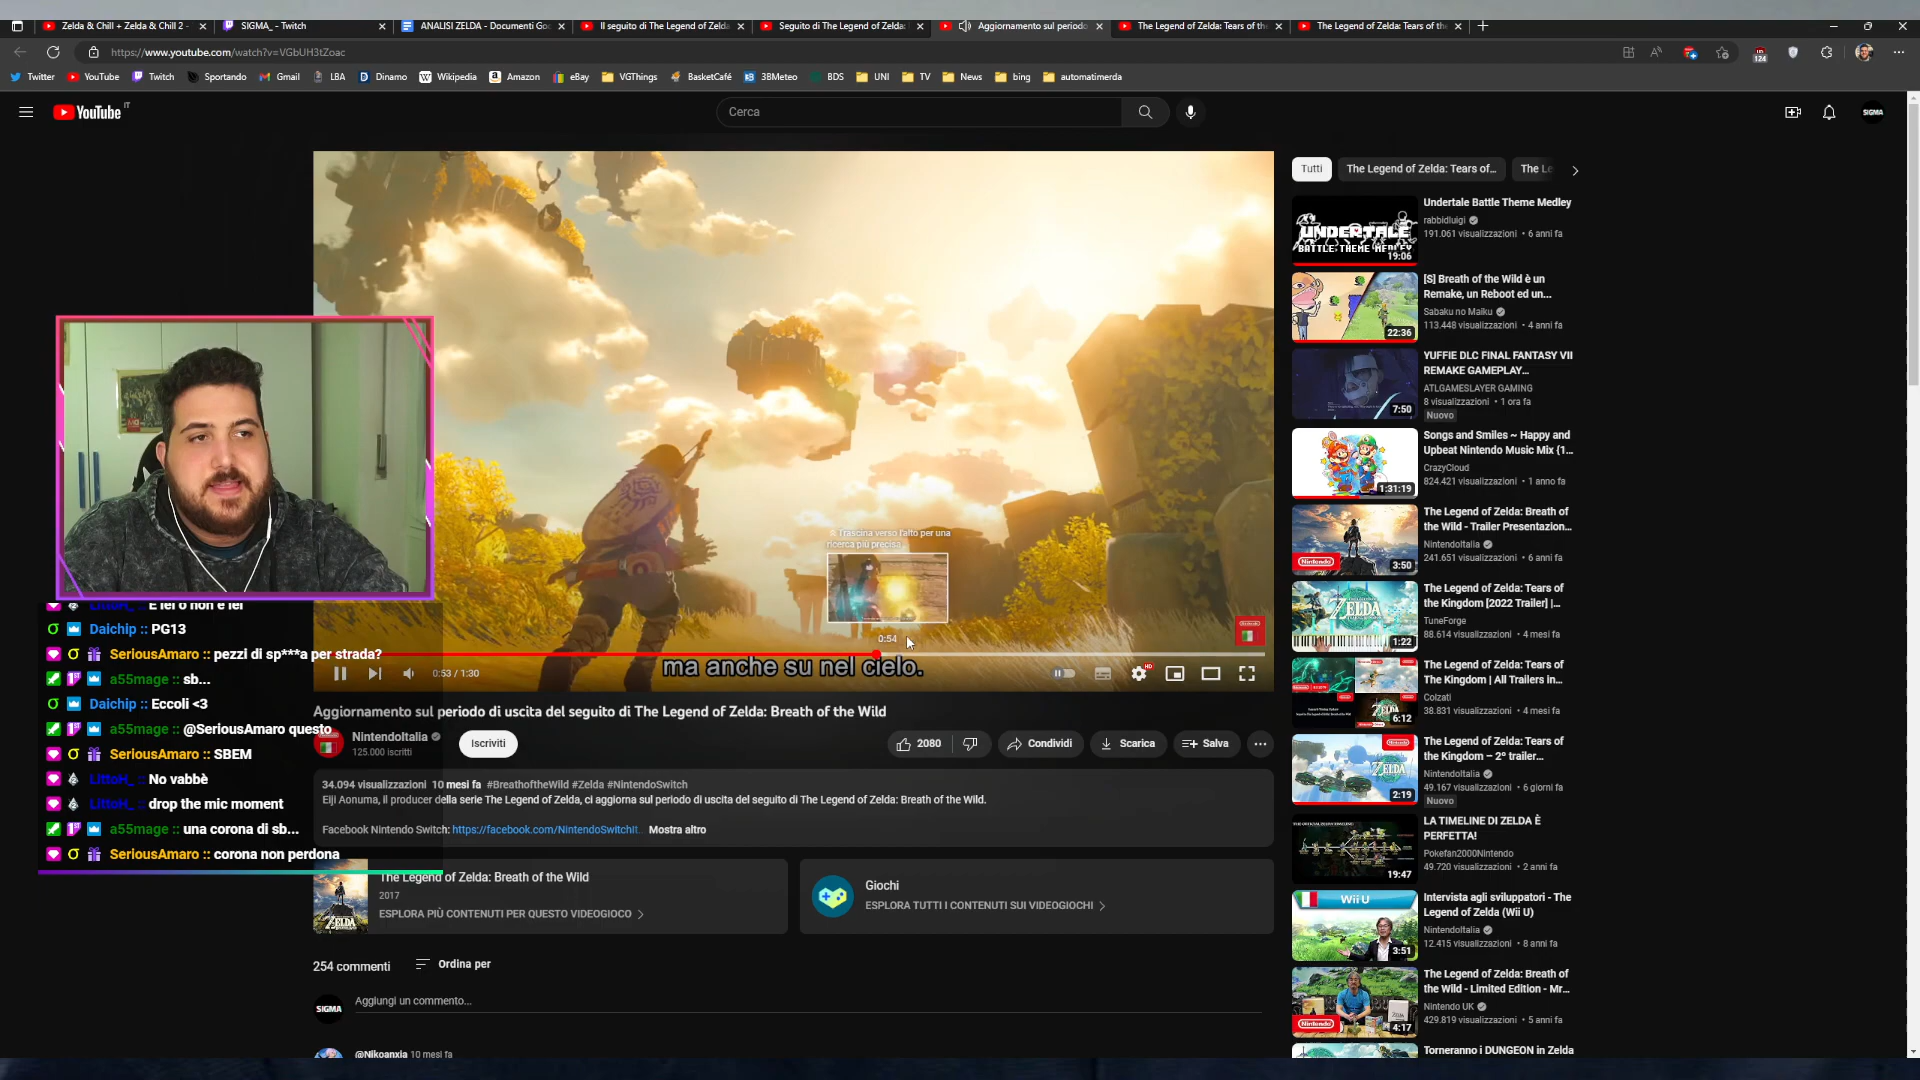 Zelda & Chill + Zelda & Chill 2 -
SIGMA_ - Twitch
ANALISI ZELDA - Documenti Goo
Il seguito di The Legend of Zelda
Seguito di The Legend of Zelda:
Aggiornamento sul periodo
The Legend of Zelda: Tears of the
The Legend of Zelda: Tears of the
https://www.youtube.com/watch?v=VGbUH3tZoac
124
Twitter
YouTube
Twitch
Sportando
Gmail
LBA
Dinamo
Wikipedia
Amazon
eBay
VGThings
BasketCafé
3BMeteo
BDS
UNI
TV
News
bing
automatimerda
YouTube IT
Cerca
SIGMA
Tutti
The Legend of Zelda: Tears of...
The Le
Trascina verso l'alto per una
ricerca più precisa
0:54
ma anche su nel cielo.
0:53 / 1:30
HD
Aggiornamento sul periodo di uscita del seguito di The Legend of Zelda: Breath of the Wild
NintendoItalia
125.000 iscritti
Iscriviti
2080
Condividi
Scarica
Salva
34.094 visualizzazioni 10 mesi fa #BreathoftheWild #Zelda #NintendoSwitch
Eiji Aonuma, il producer della serie The Legend of Zelda, ci aggiorna sul periodo di uscita del seguito di The Legend of Zelda: Breath of the Wild.
Facebook Nintendo Switch: https://facebook.com/NintendoSwitchIt... Mostra altro
The Legend of Zelda: Breath of the Wild
2017
ESPLORA PIÙ CONTENUTI PER QUESTO VIDEOGIOCO
Giochi
ESPLORA TUTTI I CONTENUTI SUI VIDEOGIOCHI
254 commenti
Ordina per
SIGMA
Aggiungi un commento...
@Nikoanxia 10 mesi fa
LittoH_ :: E lei o non è lei
Daichip :: PG13
SeriousAmaro :: pezzi di sp***a per strada?
a55mage :: sb...
Daichip :: Eccoli <3
a55mage :: @SeriousAmaro questo
SeriousAmaro :: SBEM
LittoH_ :: No vabbè
LittoH_ :: drop the mic moment
a55mage :: una corona di sb...
SeriousAmaro :: corona non perdona
UNDERTALE
BATTLE THEME MEDLEY
19:06
Undertale Battle Theme Medley
rabbidluigi
191.061 visualizzazioni • 6 anni fa
22:36
[S] Breath of the Wild è un
Remake, un Reboot ed un...
Sabaku no Maiku
113.448 visualizzazioni • 4 anni fa
7:50
YUFFIE DLC FINAL FANTASY VII
REMAKE GAMEPLAY...
ATLGAMESLAYER GAMING
8 visualizzazioni • 1 ora fa
Nuovo
1:31:19
Songs and Smiles ~ Happy and
Upbeat Nintendo Music Mix {1...
CrazyCloud
824.421 visualizzazioni • 1 anno fa
Nintendo
3:50
The Legend of Zelda: Breath of
the Wild - Trailer Presentazion...
NintendoItalia
241.651 visualizzazioni • 6 anni fa
ZELDA
1:22
The Legend of Zelda: Tears of
the Kingdom [2022 Trailer] |...
TuneForge
88.614 visualizzazioni • 4 mesi fa
6:12
The Legend of Zelda: Tears of
The Kingdom | All Trailers in...
Colzati
38.831 visualizzazioni • 4 mesi fa
ZELDA
2:19
The Legend of Zelda: Tears of
the Kingdom – 2° trailer...
NintendoItalia
49.167 visualizzazioni • 6 giorni fa
Nuovo
19:47
LA TIMELINE DI ZELDA È
PERFETTA!
Pokefan2000Nintendo
49.720 visualizzazioni • 2 anni fa
Wii U
3:51
Intervista agli sviluppatori - The
Legend of Zelda (Wii U)
NintendoItalia
12.415 visualizzazioni • 8 anni fa
Nintendo
4:17
The Legend of Zelda: Breath of
the Wild - Limited Edition - Mr...
Nintendo UK
429.819 visualizzazioni • 5 anni fa
Torneranno i DUNGEON in Zelda